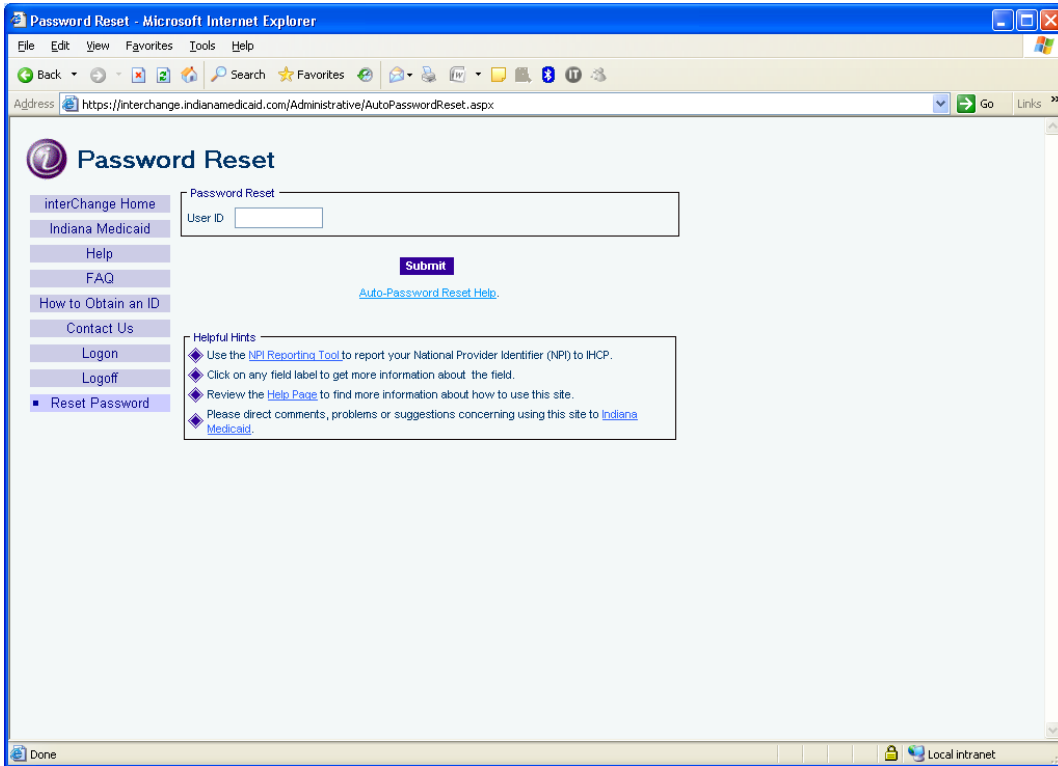 Password Reset - Microsoft Internet Explorer
File Edit View Favorites Tools Help
Back Search Favorites
Address https://interchange.indianamedicaid.com/Administrative/AutoPasswordReset.aspx Go Links »
Password Reset
interChange Home
Indiana Medicaid
Help
FAQ
How to Obtain an ID
Contact Us
Logon
Logoff
Reset Password
Password Reset
User ID
Submit
Auto-Password Reset Help.
Helpful Hints
Use the NPI Reporting Tool to report your National Provider Identifier (NPI) to IHCP.
Click on any field label to get more information about the field.
Review the Help Page to find more information about how to use this site.
Please direct comments, problems or suggestions concerning using this site to Indiana
Medicaid.
Done Local intranet